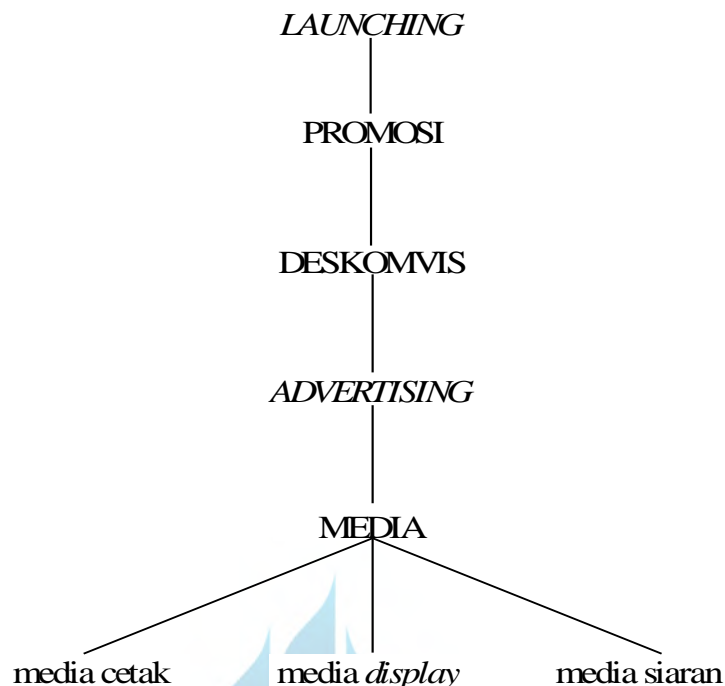 LAUNCHING
PROMOSI
DESKOMVIS
ADVERTISING
MEDIA
media cetak media display media siaran